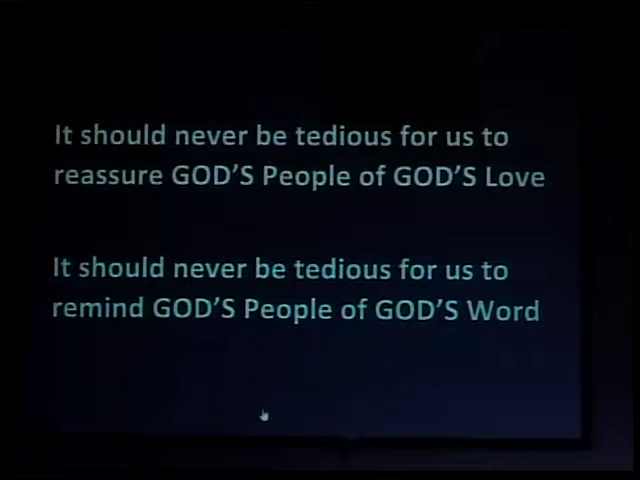 It should never be tedious for us to
reassure GOD’S People of GOD’S Love
It should never be tedious for us to
remind GOD’S People of GOD’S Word